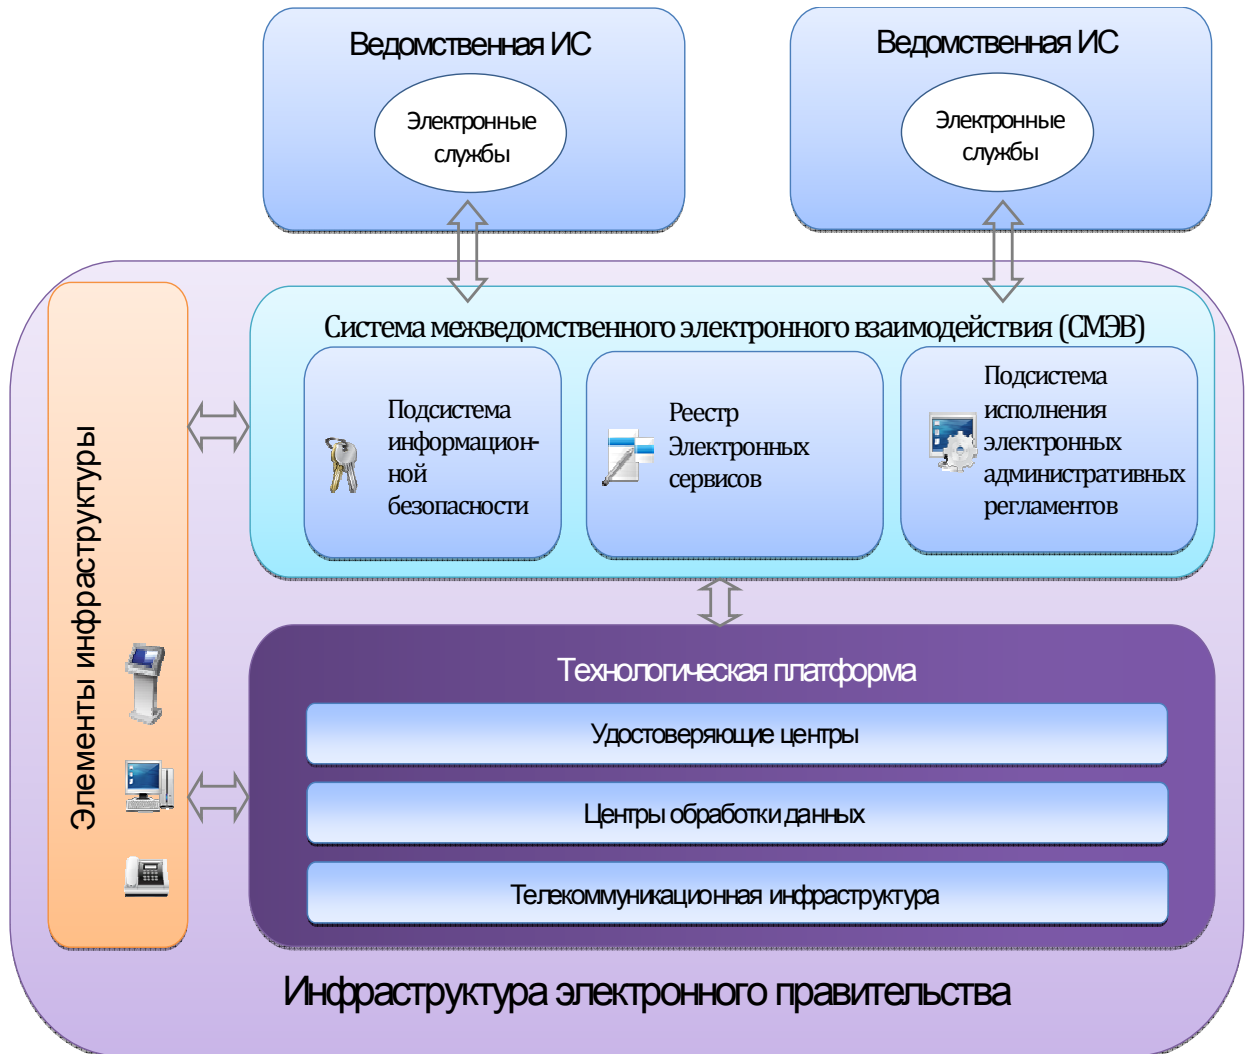 Ведомственная ИС
Электронные
службы
Ведомственная ИС
Электронные
службы
Система межведомственного электронного взаимодействия (СМЭВ)
Подсистема
информацион-
ной
безопасности
Реестр
Электронных
сервисов
Подсистема
исполнения
электронных
административных
регламентов
Элементы инфраструктуры
Технологическая платформа
Удостоверяющие центры
Центры обработки данных
Телекоммуникационная инфраструктура
Инфраструктура электронного правительства